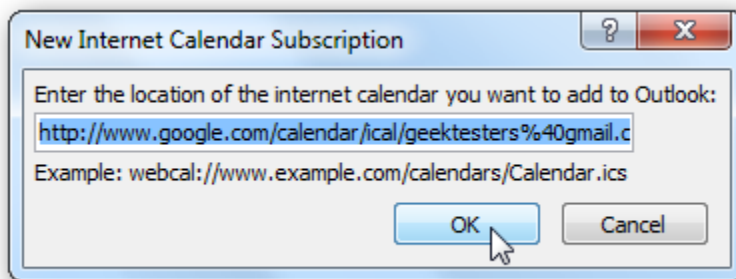 New Internet Calendar Subscription
Enter the location of the internet calendar you want to add to Outlook:
http://www.google.com/calendar/ical/geektesters%40gmail.c
Example: webcal://www.example.com/calendars/Calendar.ics
OK Cancel